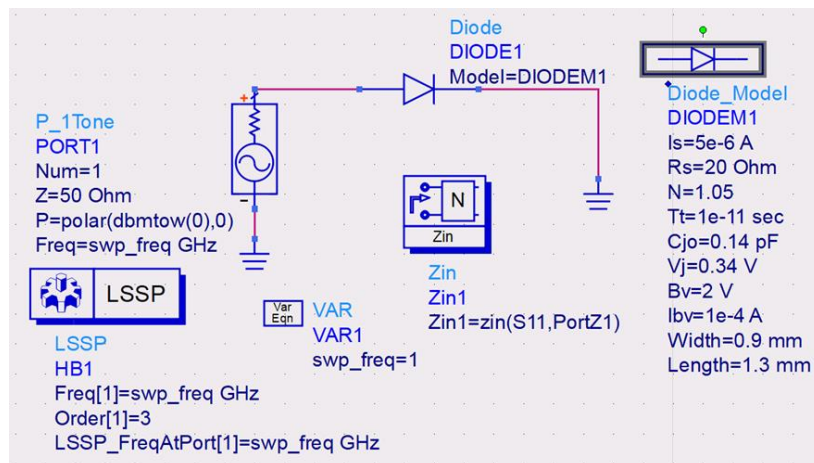 Diode
DIODE1
Model=DIODEM1
P_1Tone
PORT1
Num=1
Z=50 Ohm
P=polar(dbmtow(0),0)
Freq=swp_freq GHz
+
-
LSSP
LSSP
HB1
Freq[1]=swp_freq GHz
Order[1]=3
LSSP_FreqAtPort[1]=swp_freq GHz
Var
Eqn
VAR
VAR1
swp_freq=1
N
Zin
Zin
Zin1
Zin1=zin(S11,PortZ1)
Diode_Model
DIODEM1
Is=5e-6 A
Rs=20 Ohm
N=1.05
Tt=1e-11 sec
Cjo=0.14 pF
Vj=0.34 V
Bv=2 V
Ibv=1e-4 A
Width=0.9 mm
Length=1.3 mm